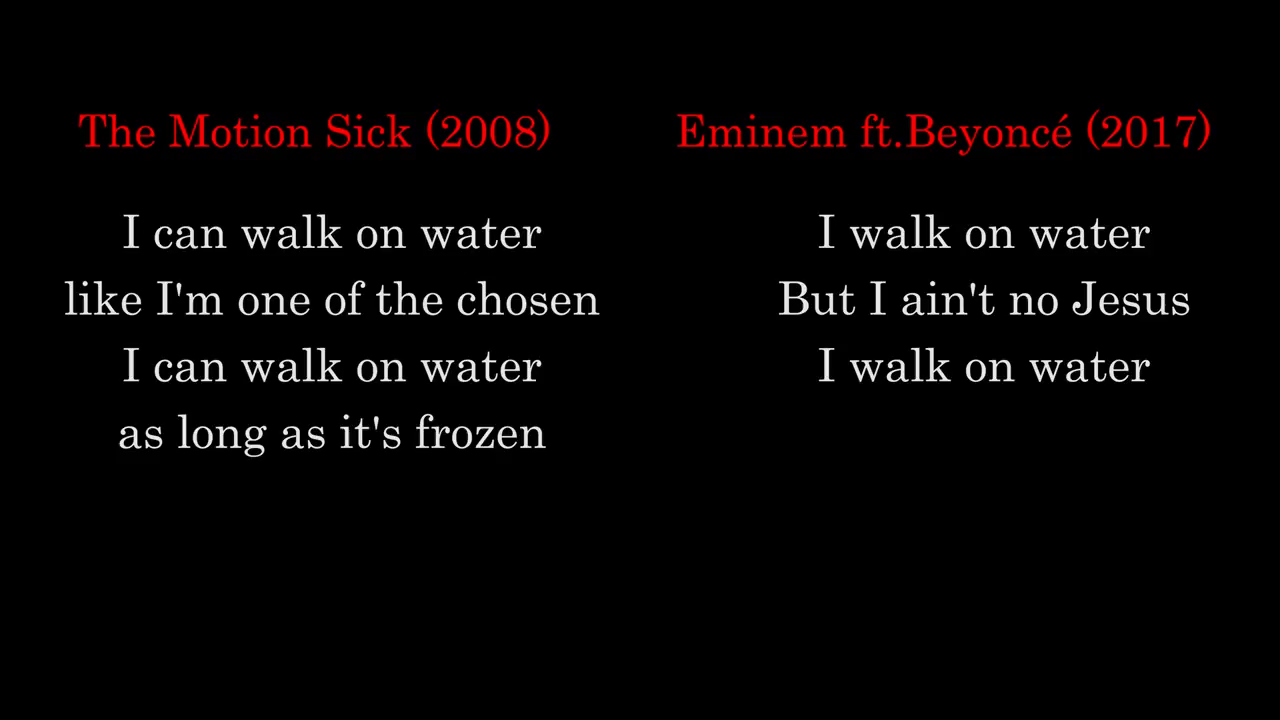 The Motion Sick (2008)
I can walk on water
like I'm one of the chosen
I can walk on water
as long as it's frozen
Eminem ft.Beyoncé (2017)
I walk on water
But I ain't no Jesus
I walk on water